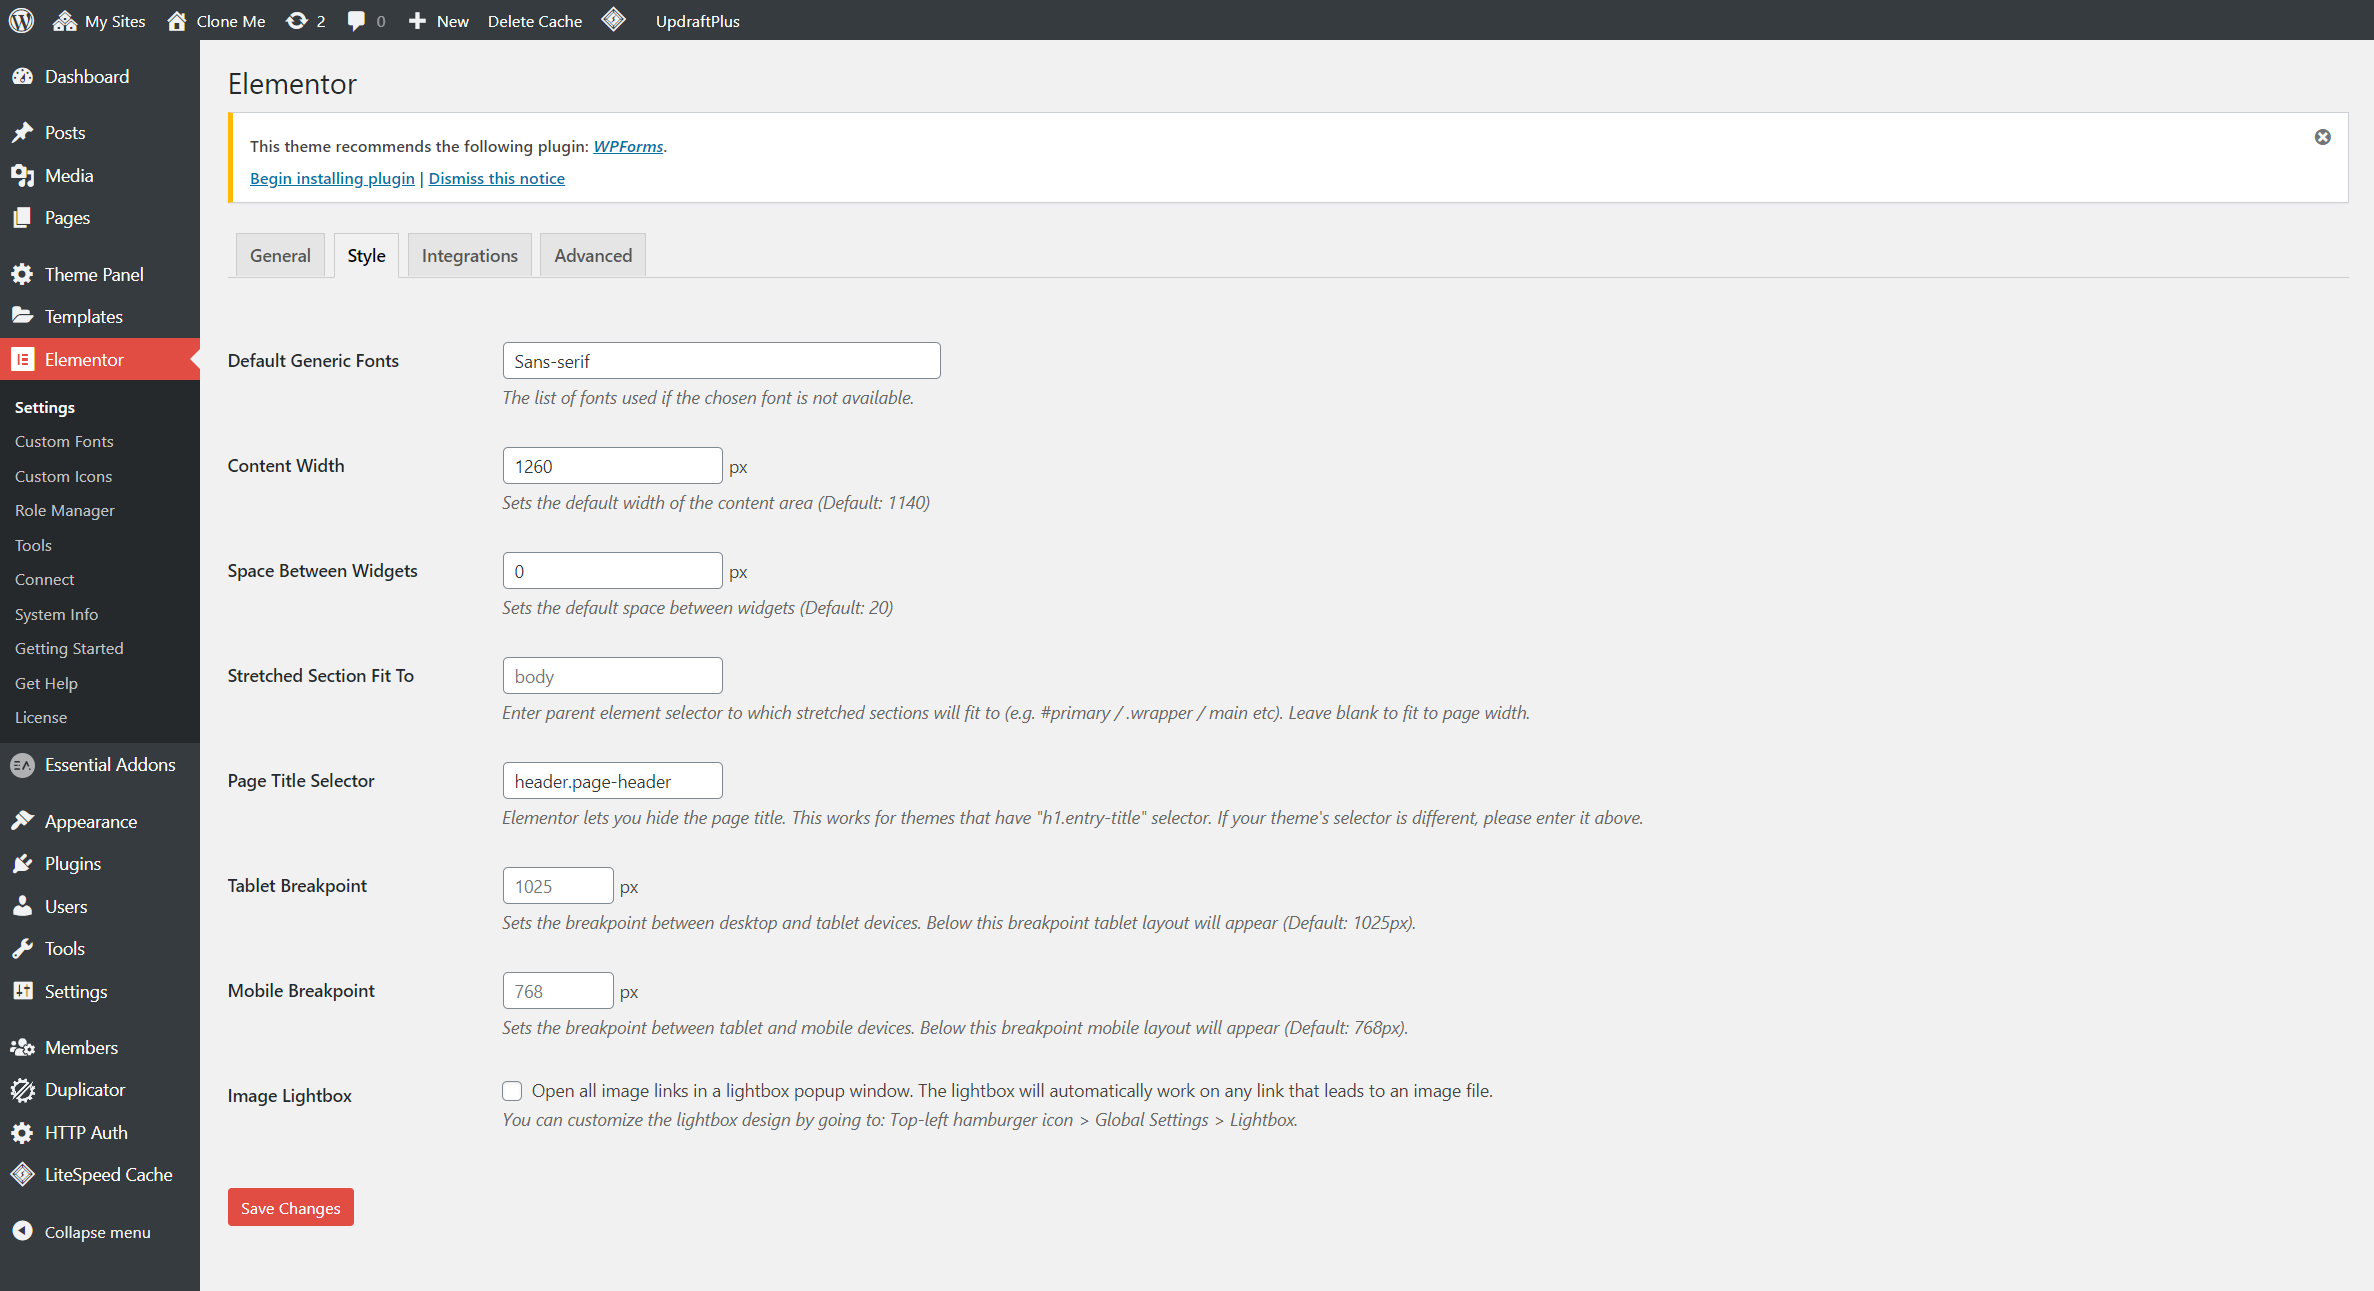 My Sites Clone Me 2 0 New Delete Cache UpdraftPlus
Dashboard
Posts
Media
Pages
Theme Panel
Templates
Elementor
Settings
Custom Fonts
Custom Icons
Role Manager
Tools
Connect
System Info
Getting Started
Get Help
License
Essential Addons
Appearance
Plugins
Users
Tools
Settings
Members
Duplicator
HTTP Auth
LiteSpeed Cache
Collapse menu
Elementor
This theme recommends the following plugin: WPForms.
Begin installing plugin | Dismiss this notice
General Style Integrations Advanced
Default Generic Fonts Sans-serif
The list of fonts used if the chosen font is not available.
Content Width 1260 px
Sets the default width of the content area (Default: 1140)
Space Between Widgets 0 px
Sets the default space between widgets (Default: 20)
Stretched Section Fit To body
Enter parent element selector to which stretched sections will fit to (e.g. #primary / .wrapper / main etc). Leave blank to fit to page width.
Page Title Selector header.page-header
Elementor lets you hide the page title. This works for themes that have "h1.entry-title" selector. If your theme's selector is different, please enter it above.
Tablet Breakpoint 1025 px
Sets the breakpoint between desktop and tablet devices. Below this breakpoint tablet layout will appear (Default: 1025px).
Mobile Breakpoint 768 px
Sets the breakpoint between tablet and mobile devices. Below this breakpoint mobile layout will appear (Default: 768px).
Image Lightbox Open all image links in a lightbox popup window. The lightbox will automatically work on any link that leads to an image file.
You can customize the lightbox design by going to: Top-left hamburger icon > Global Settings > Lightbox.
Save Changes